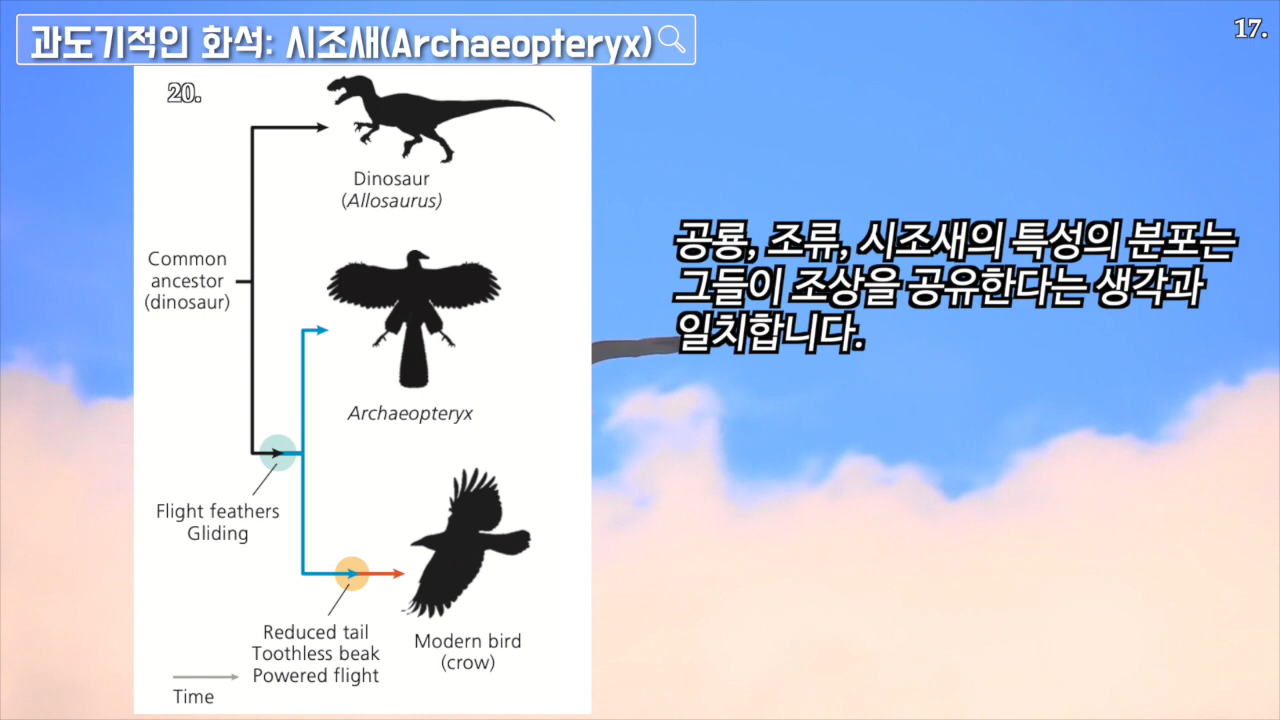 과도기적인 화석: 시조새(Archaeopteryx)
17.
20.
Dinosaur
(Allosaurus)
Common
ancestor
(dinosaur)
Archaeopteryx
Flight feathers
Gliding
Reduced tail
Toothless beak
Powered flight
Modern bird
(crow)
Time
공룡, 조류, 시조새의 특성의 분포는
그들이 조상을 공유한다는 생각과
일치합니다.